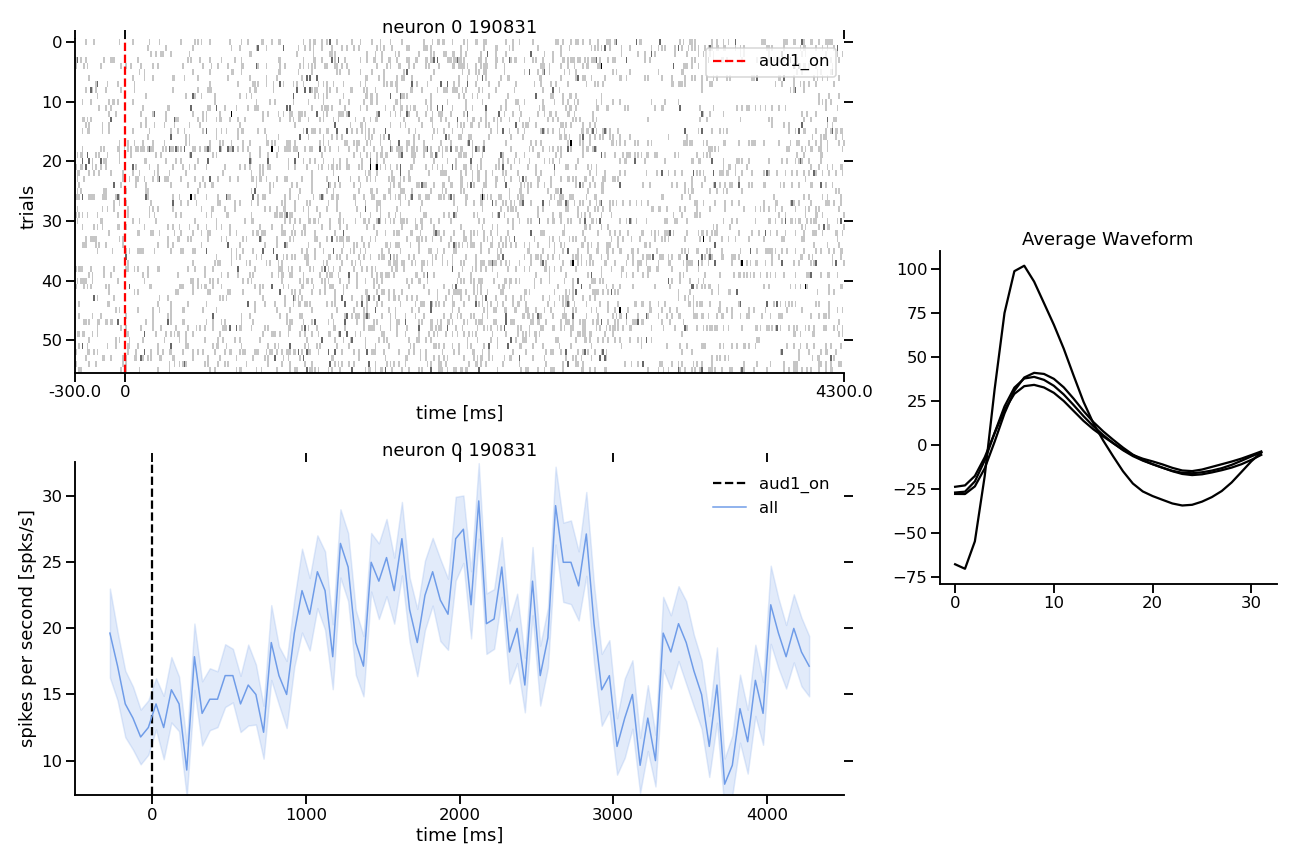 neuron 0 190831
trials
0
10
20
30
40
50
aud1_on
-300.0 0 4300.0
time [ms]
neuron 0 190831
spikes per second [spks/s]
30
25
20
15
10
aud1_on
all
0 1000 2000 3000 4000
time [ms]
Average Waveform
100
75
50
25
0
−25
−50
−75
0 10 20 30